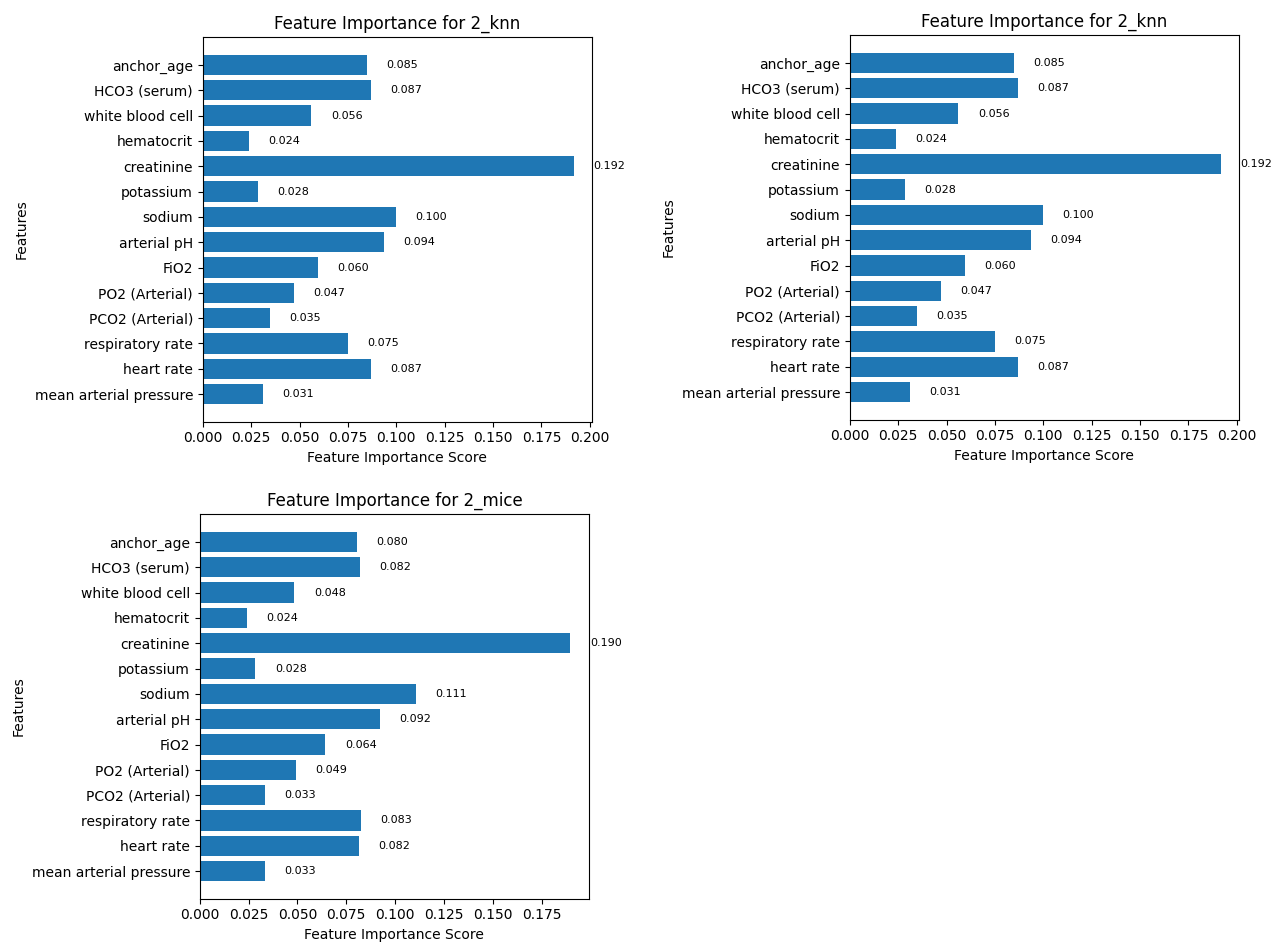 Feature Importance for 2_knn
Features
anchor_age 0.085
HCO3 (serum) 0.087
white blood cell 0.056
hematocrit 0.024
creatinine 0.192
potassium 0.028
sodium 0.100
arterial pH 0.094
FiO2 0.060
PO2 (Arterial) 0.047
PCO2 (Arterial) 0.035
respiratory rate 0.075
heart rate 0.087
mean arterial pressure 0.031
0.000 0.025 0.050 0.075 0.100 0.125 0.150 0.175 0.200
Feature Importance Score
Feature Importance for 2_knn
Features
anchor_age 0.085
HCO3 (serum) 0.087
white blood cell 0.056
hematocrit 0.024
creatinine 0.192
potassium 0.028
sodium 0.100
arterial pH 0.094
FiO2 0.060
PO2 (Arterial) 0.047
PCO2 (Arterial) 0.035
respiratory rate 0.075
heart rate 0.087
mean arterial pressure 0.031
0.000 0.025 0.050 0.075 0.100 0.125 0.150 0.175 0.200
Feature Importance Score
Feature Importance for 2_mice
Features
anchor_age 0.080
HCO3 (serum) 0.082
white blood cell 0.048
hematocrit 0.024
creatinine 0.190
potassium 0.028
sodium 0.111
arterial pH 0.092
FiO2 0.064
PO2 (Arterial) 0.049
PCO2 (Arterial) 0.033
respiratory rate 0.083
heart rate 0.082
mean arterial pressure 0.033
0.000 0.025 0.050 0.075 0.100 0.125 0.150 0.175
Feature Importance Score